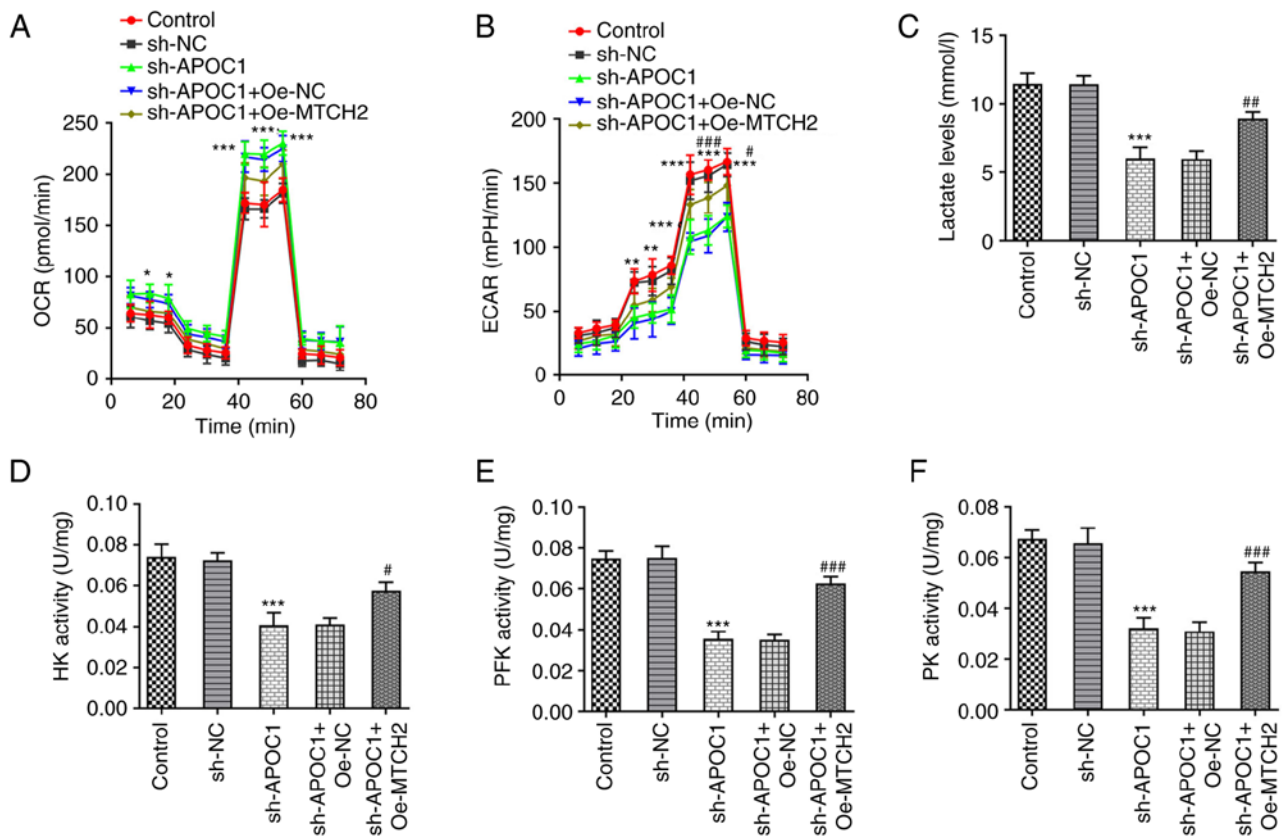 A
Control
sh-NC
sh-APOC1
sh-APOC1+Oe-NC
sh-APOC1+Oe-MTCH2
250
200
150
100
50
0
OCR (pmol/min)
* * *** ***. ***
0 20 40 60 80
Time (min)
B
Control
sh-NC
sh-APOC1
sh-APOC1+Oe-NC
sh-APOC1+Oe-MTCH2
200
150
100
50
0
ECAR (mPH/min)
### #
** ** *** *** *** ***
0 20 40 60 80
Time (min)
C
15
10
5
0
Lactate levels (mmol/l)
***
##
Control
sh-NC
sh-APOC1
sh-APOC1+
Oe-NC
sh-APOC1+
Oe-MTCH2
D
0.10
0.08
0.06
0.04
0.02
0.00
HK activity (U/mg)
***
#
Control
sh-NC
sh-APOC1
sh-APOC1+
Oe-NC
sh-APOC1+
Oe-MTCH2
E
0.10
0.08
0.06
0.04
0.02
0.00
PFK activity (U/mg)
***
###
Control
sh-NC
sh-APOC1
sh-APOC1+
Oe-NC
sh-APOC1+
Oe-MTCH2
F
0.08
0.06
0.04
0.02
0.00
PK activity (U/mg)
***
###
Control
sh-NC
sh-APOC1
sh-APOC1+
Oe-NC
sh-APOC1+
Oe-MTCH2